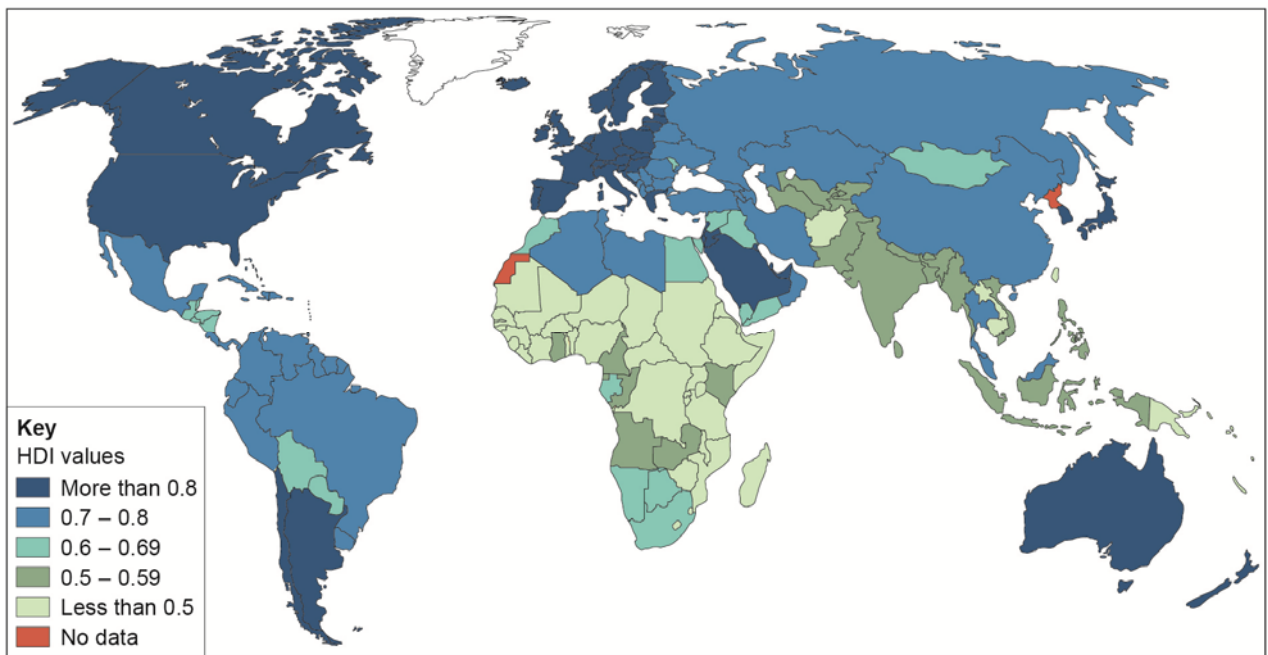 Key
HDI values
More than 0.8
0.7 – 0.8
0.6 – 0.69
0.5 – 0.59
Less than 0.5
No data